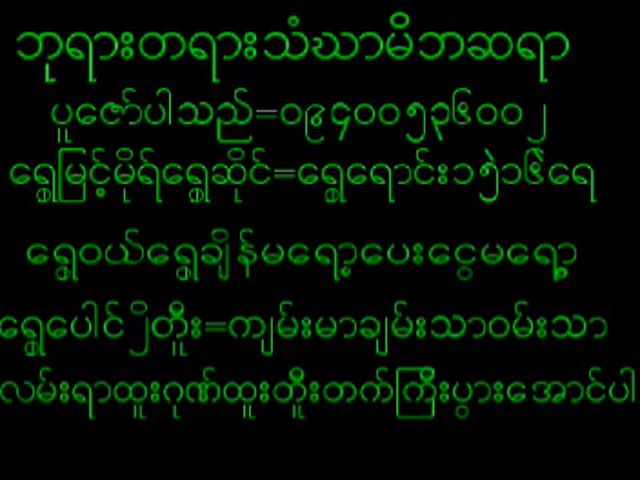 ဘုရားတရားသံဃာမိဘဆရာ
ပူဇော်ပါသည်=၀၉၄၀၀၅၃၆၀၀၂
ရွှေမြင့်မိုရ်ရွှေဆိုင်=ရွှေရောင်း၁၅ဲ၁၆ဲရေ
ရွှေဝယ်ရွှေချိန်မရော့ပေးငွေမရော့
ရွှေပေါင်၂ိတိူး=ကျမ်းမာချမ်းသာဝမ်းသာ
လမ်းရာထူးဂုဏ်ထူးတိူးတက်ကြီးပွားအောင်ပါ